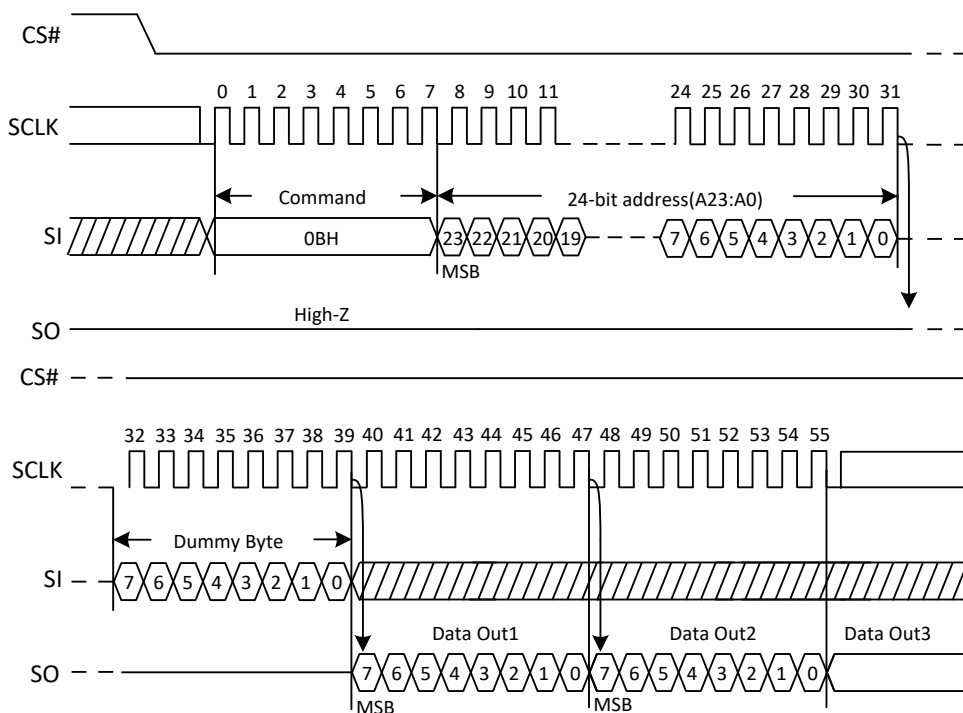 CS#
0 1 2 3 4 5 6 7 8 9 10 11 24 25 26 27 28 29 30 31
SCLK
Command 24-bit address(A23:A0)
SI 0BH 23 22 21 20 19 7 6 5 4 3 2 1 0
MSB
High-Z
SO
CS#
32 33 34 35 36 37 38 39 40 41 42 43 44 45 46 47 48 49 50 51 52 53 54 55
SCLK
Dummy Byte
SI 7 6 5 4 3 2 1 0
Data Out1 Data Out2 Data Out3
SO 7 6 5 4 3 2 1 0 7 6 5 4 3 2 1 0
MSB MSB